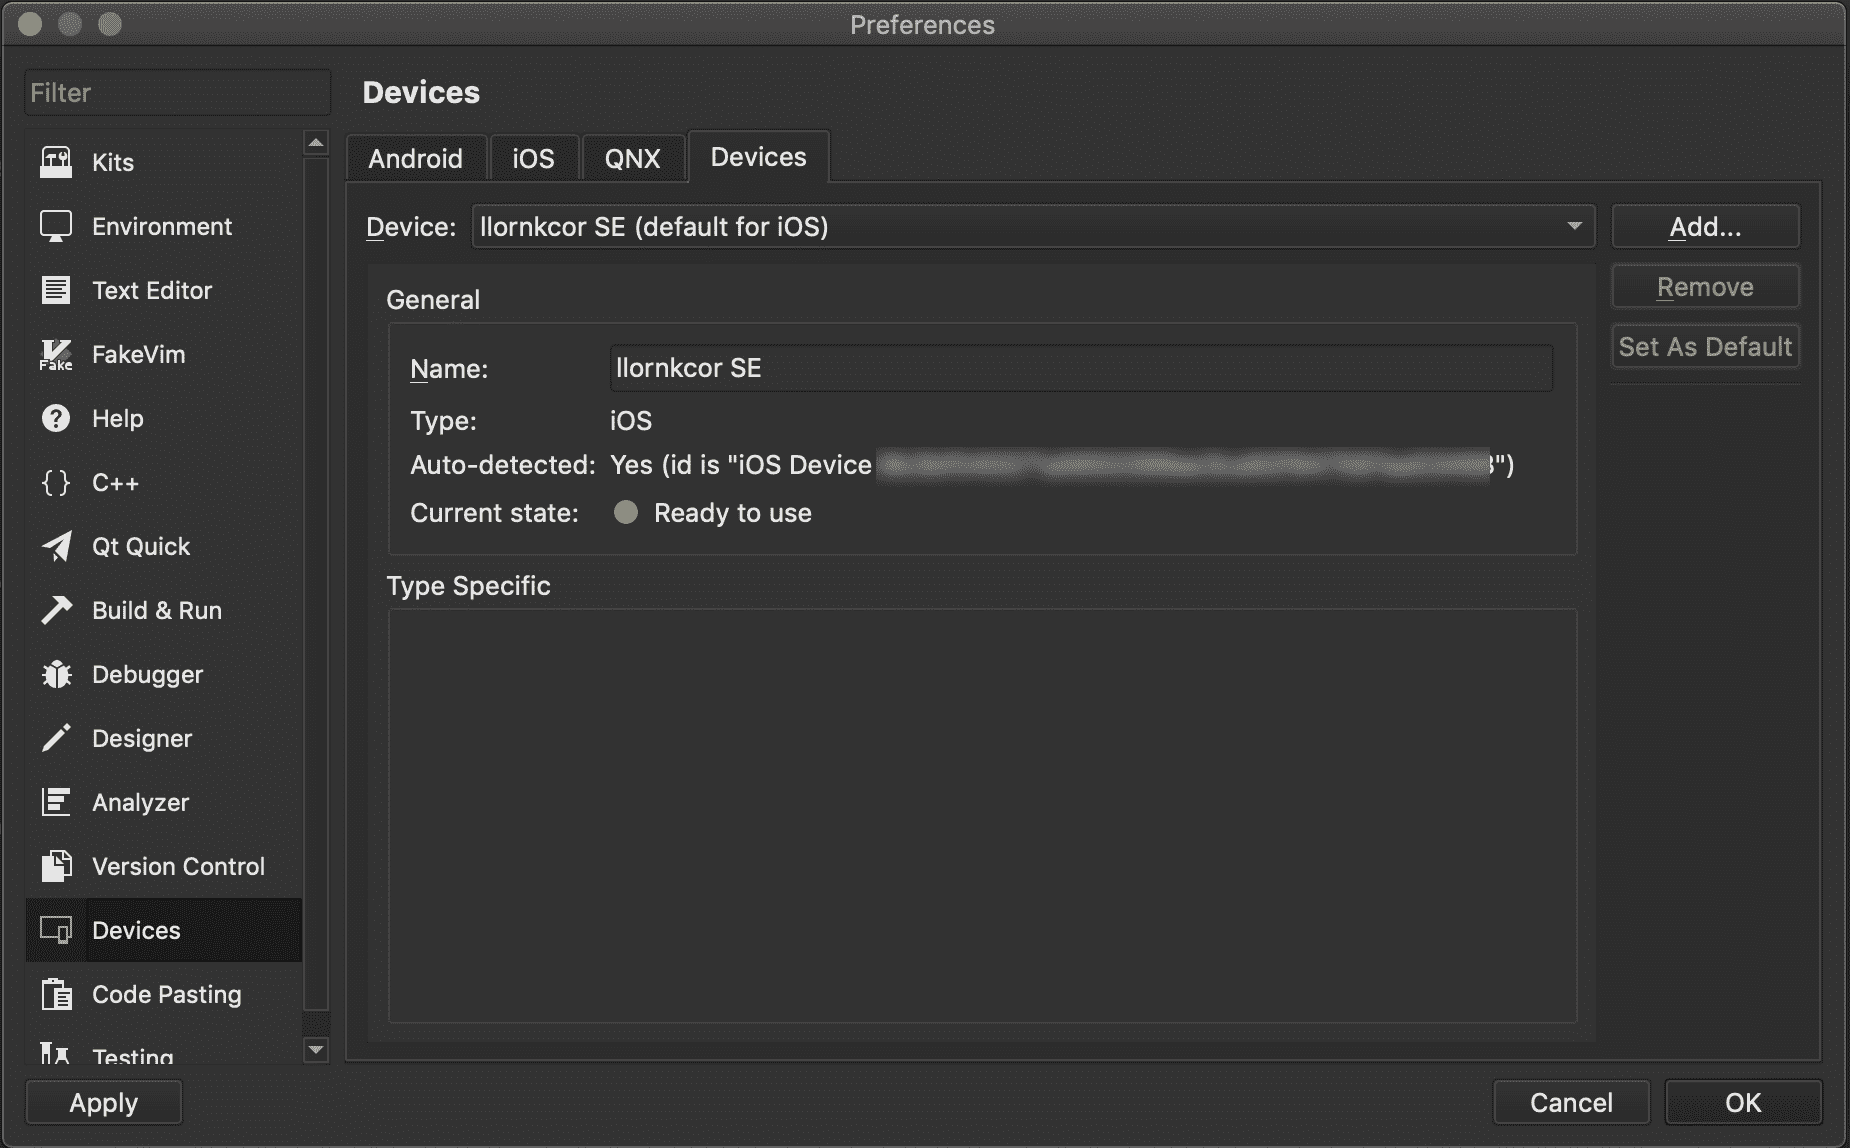 Preferences
Filter
Kits
Environment
Text Editor
Fake
FakeVim
Help
C++
Qt Quick
Build & Run
Debugger
Designer
Analyzer
Version Control
Devices
Code Pasting
Testing
Devices
Android iOS QNX Devices
Device: llornkcor SE (default for iOS)
Add...
Remove
Set As Default
General
Name: llornkcor SE
Type: iOS
Auto-detected: Yes (id is "iOS Device ")
Current state: Ready to use
Type Specific
Apply
Cancel
OK